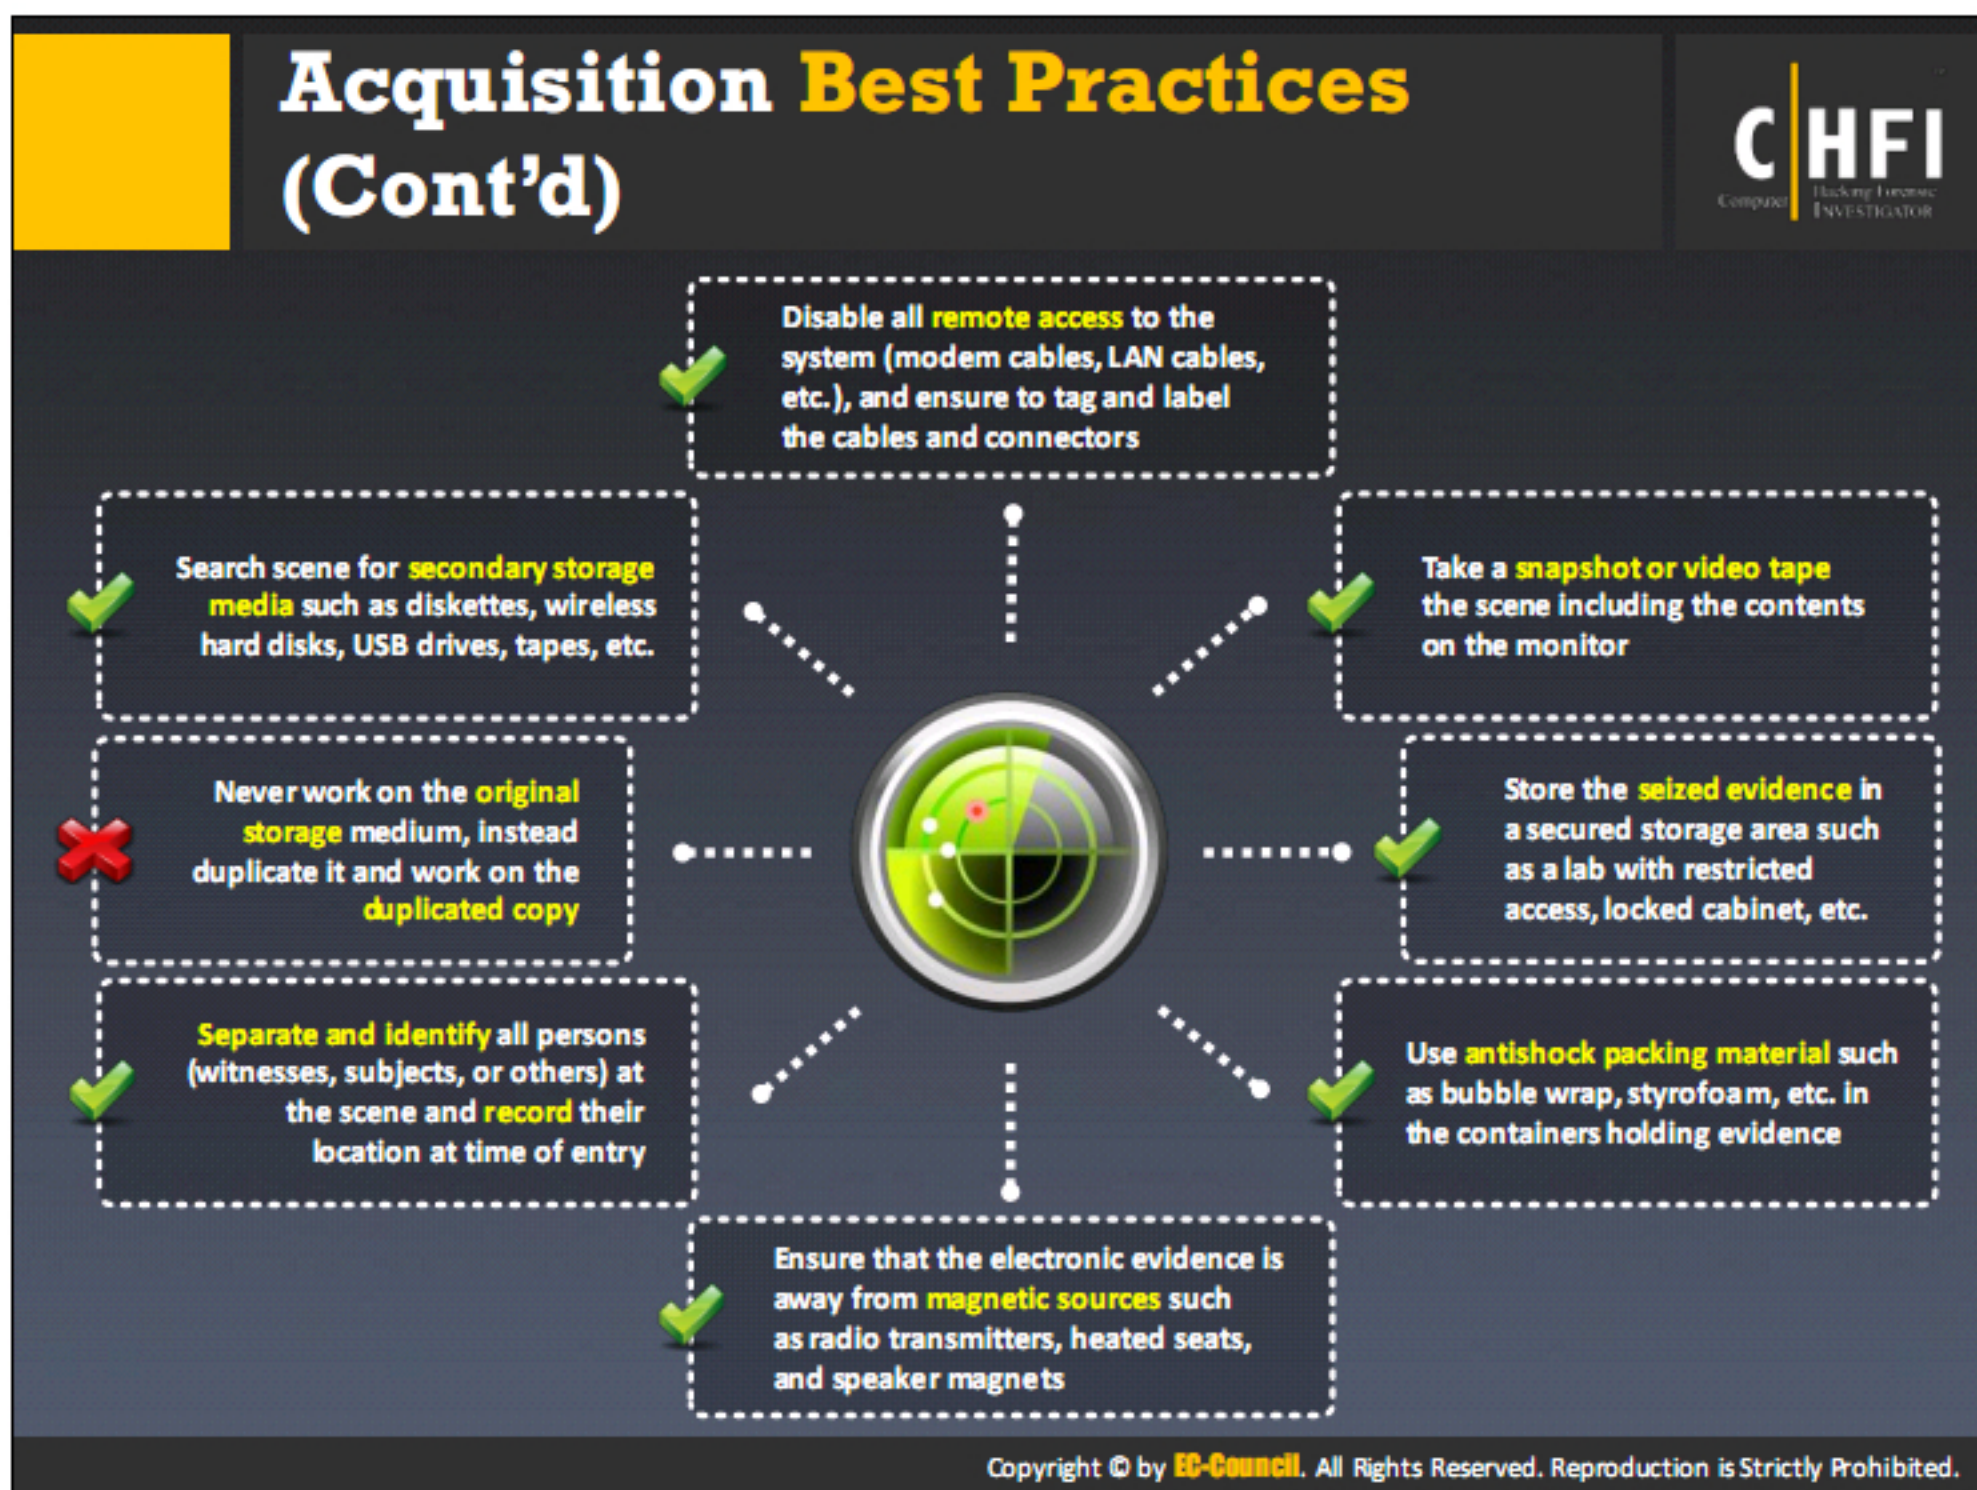 Acquisition Best Practices
(Cont'd)
C HFI
Computer
Hacking Forensic
INVESTIGATOR
Disable all remote access to the
system (modem cables, LAN cables,
etc.), and ensure to tag and label
the cables and connectors
Search scene for secondary storage
media such as diskettes, wireless
hard disks, USB drives, tapes, etc.
Take a snapshot or video tape
the scene including the contents
on the monitor
Never work on the original
storage medium, instead
duplicate it and work on the
duplicated copy
Store the seized evidence in
a secured storage area such
as a lab with restricted
access, locked cabinet, etc.
Separate and identify all persons
(witnesses, subjects, or others) at
the scene and record their
location at time of entry
Use antishock packing material such
as bubble wrap, styrofoam, etc. in
the containers holding evidence
Ensure that the electronic evidence is
away from magnetic sources such
as radio transmitters, heated seats,
and speaker magnets
Copyright © by EC-Council. All Rights Reserved. Reproduction is Strictly Prohibited.